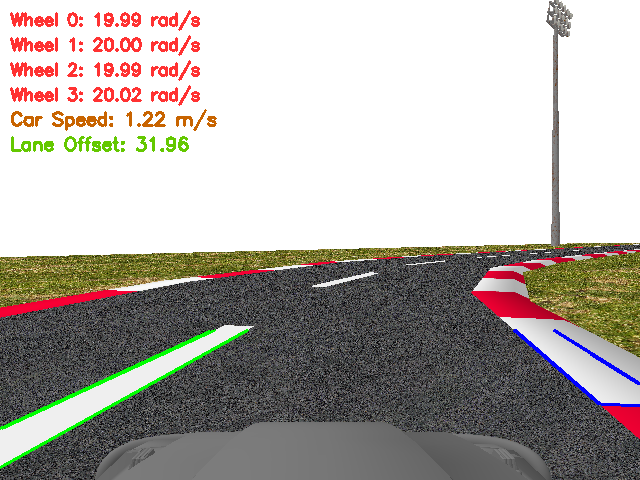 Wheel 0: 19.99 rad/s
Wheel 1: 20.00 rad/s
Wheel 2: 19.99 rad/s
Wheel 3: 20.02 rad/s
Car Speed: 1.22 m/s
Lane Offset: 31.96